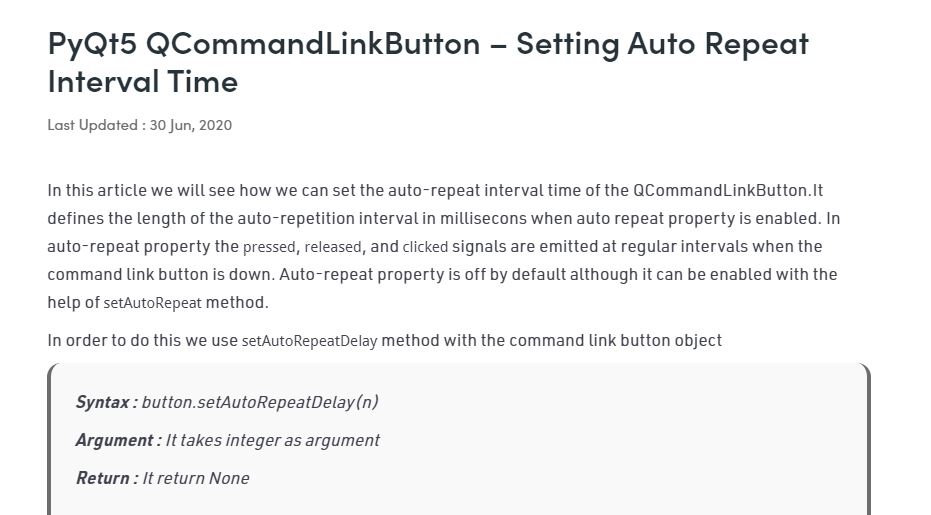 PyQt5 QCommandLinkButton – Setting Auto Repeat
Interval Time
Last Updated : 30 Jun, 2020
In this article we will see how we can set the auto-repeat interval time of the QCommandLinkButton.It
defines the length of the auto-repetition interval in millisecons when auto repeat property is enabled. In
auto-repeat property the pressed, released, and clicked signals are emitted at regular intervals when the
command link button is down. Auto-repeat property is off by default although it can be enabled with the
help of setAutoRepeat method.
In order to do this we use setAutoRepeatDelay method with the command link button object
Syntax : button.setAutoRepeatDelay(n)
Argument : It takes integer as argument
Return : It return None